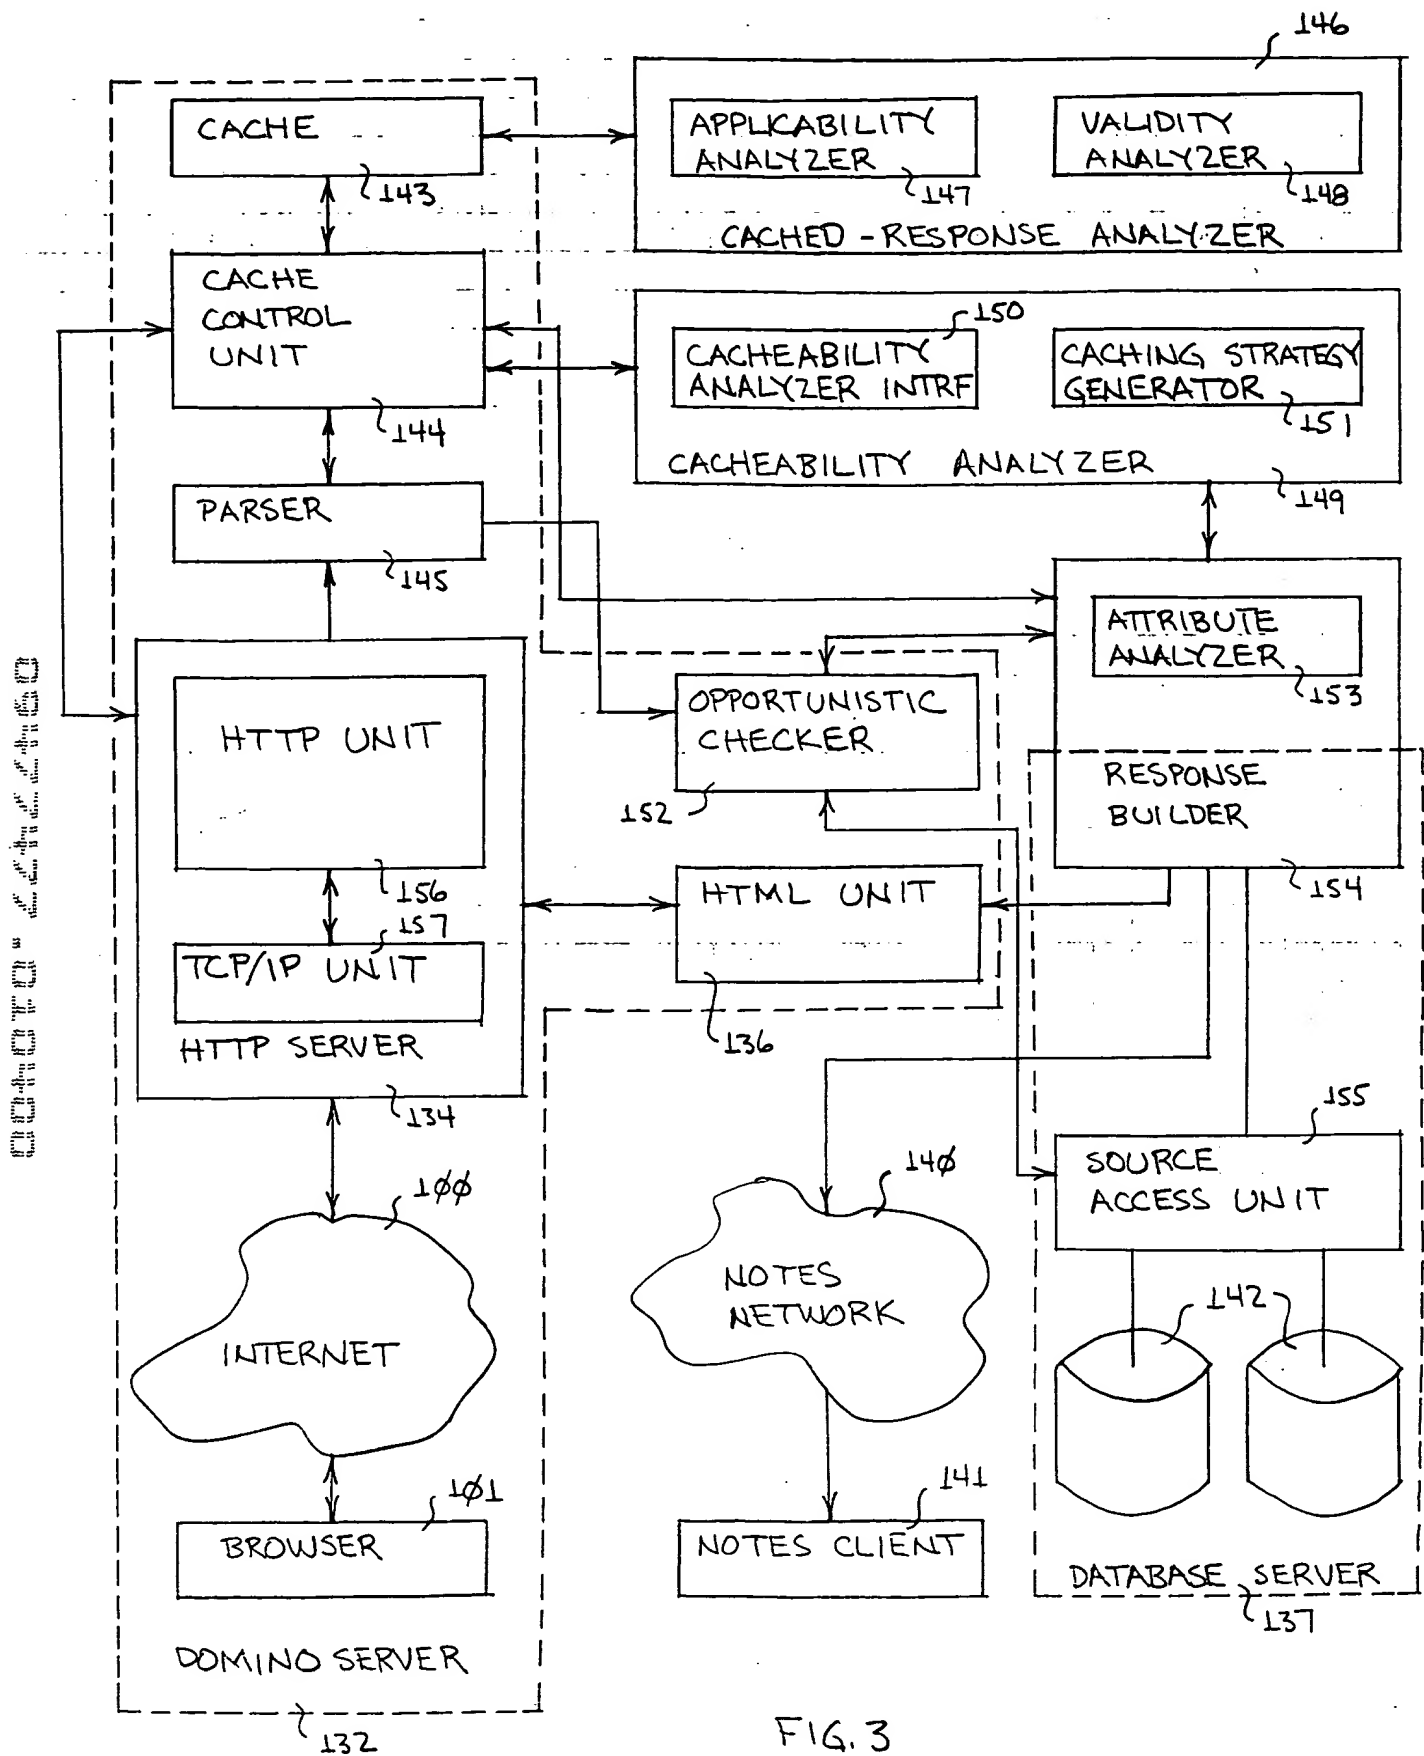 146
CACHE
143
APPLICABILITY
ANALYZER
147
VALIDITY
ANALYZER
148
CACHED-RESPONSE ANALYZER
CACHE
CONTROL
UNIT
144
150
CACHEABILITY
ANALYZER INTRF
CACHING STRATEGY
GENERATOR
151
CACHEABILITY ANALYZER
149
PARSER
145
ATTRIBUTE
ANALYZER
153
HTTP UNIT
156
OPPORTUNISTIC
CHECKER
152
RESPONSE
BUILDER
154
157
TCP/IP UNIT
HTTP SERVER
134
HTML UNIT
136
155
SOURCE
ACCESS UNIT
1ØØ
INTERNET
14Ø
NOTES
NETWORK
142
1Ø1
BROWSER
141
NOTES CLIENT
DATABASE SERVER
137
DOMINO SERVER
132
FIG. 3